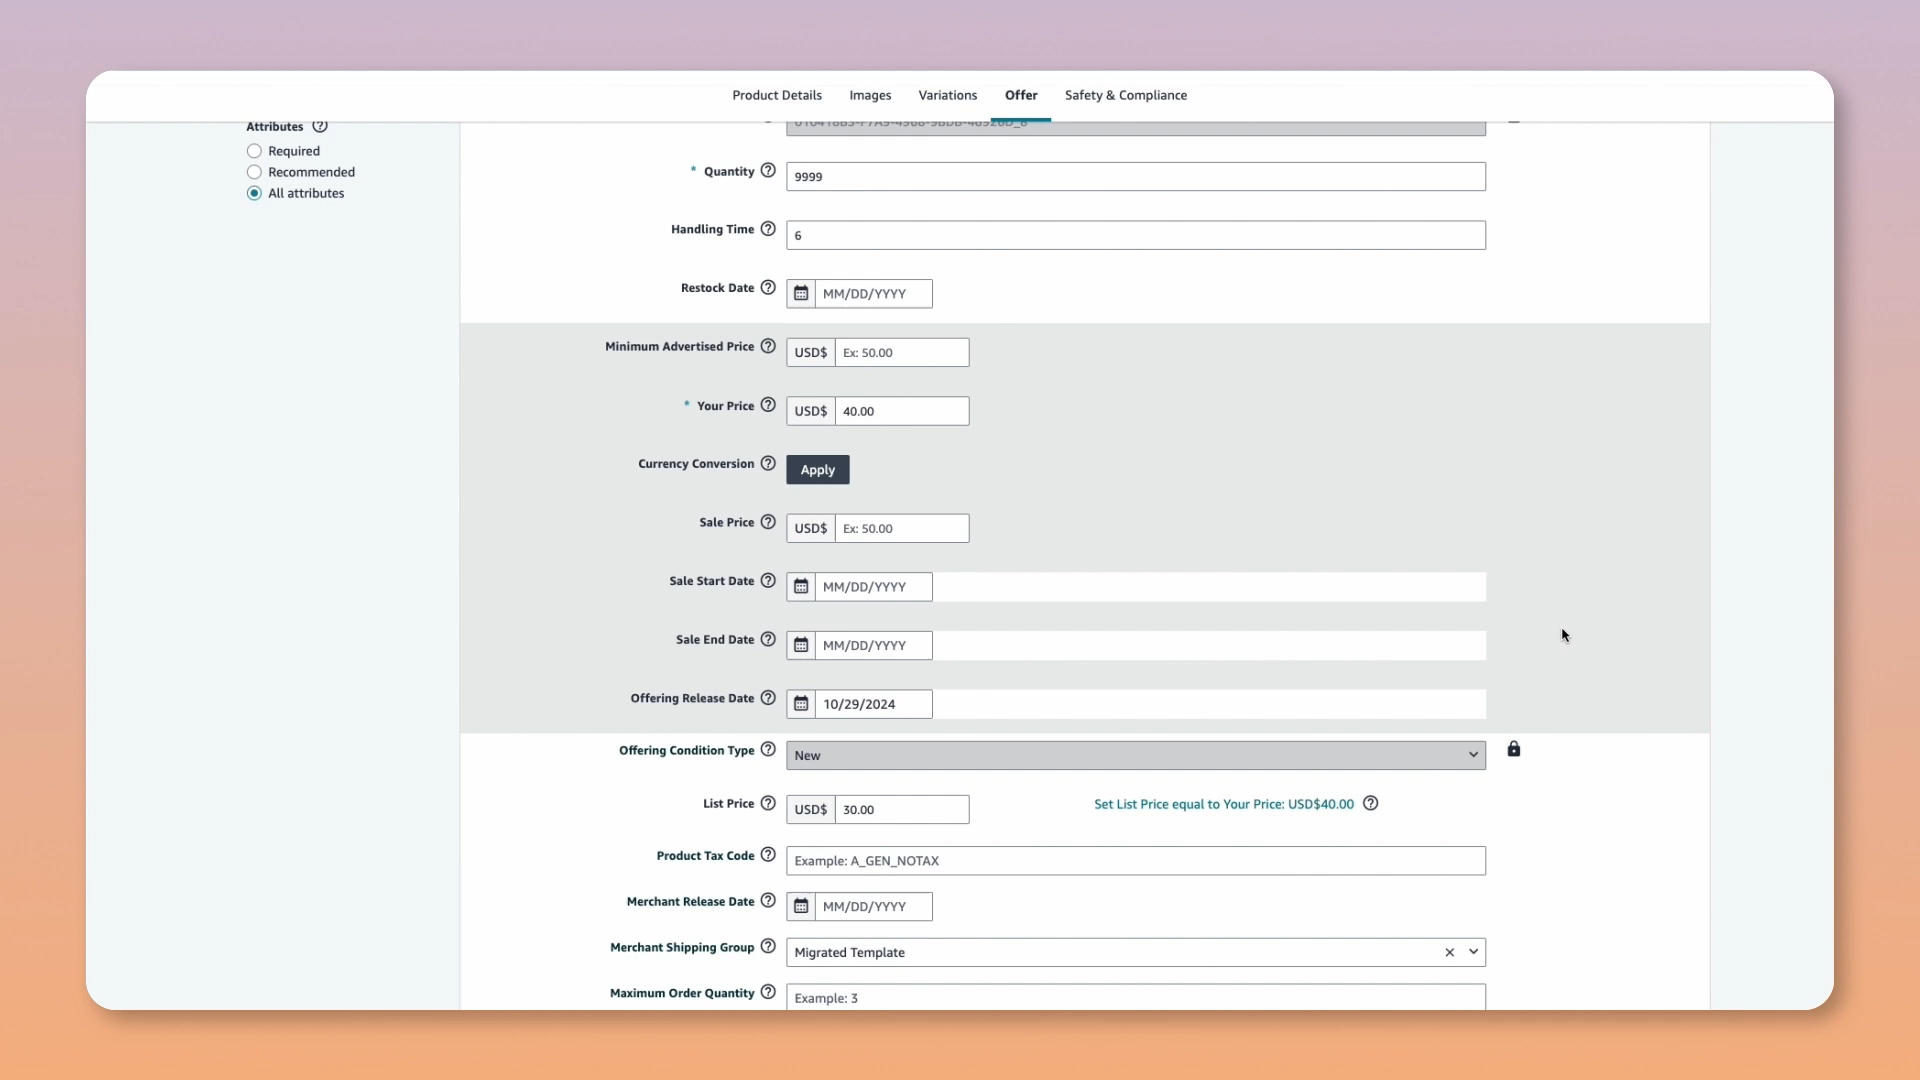 Product Details
Images
Variations
Offer
Safety & Compliance
Attributes
Required
Recommended
All attributes
* Quantity
9999
Handling Time
6
Restock Date
MM/DD/YYYY
Minimum Advertised Price
USD$ Ex: 50.00
* Your Price
USD$ 40.00
Currency Conversion
Apply
Sale Price
USD$ Ex: 50.00
Sale Start Date
MM/DD/YYYY
Sale End Date
MM/DD/YYYY
Offering Release Date
10/29/2024
Offering Condition Type
New
List Price
USD$ 30.00
Set List Price equal to Your Price: USD$40.00
Product Tax Code
Example: A_GEN_NOTAX
Merchant Release Date
MM/DD/YYYY
Merchant Shipping Group
Migrated Template
Maximum Order Quantity
Example: 3